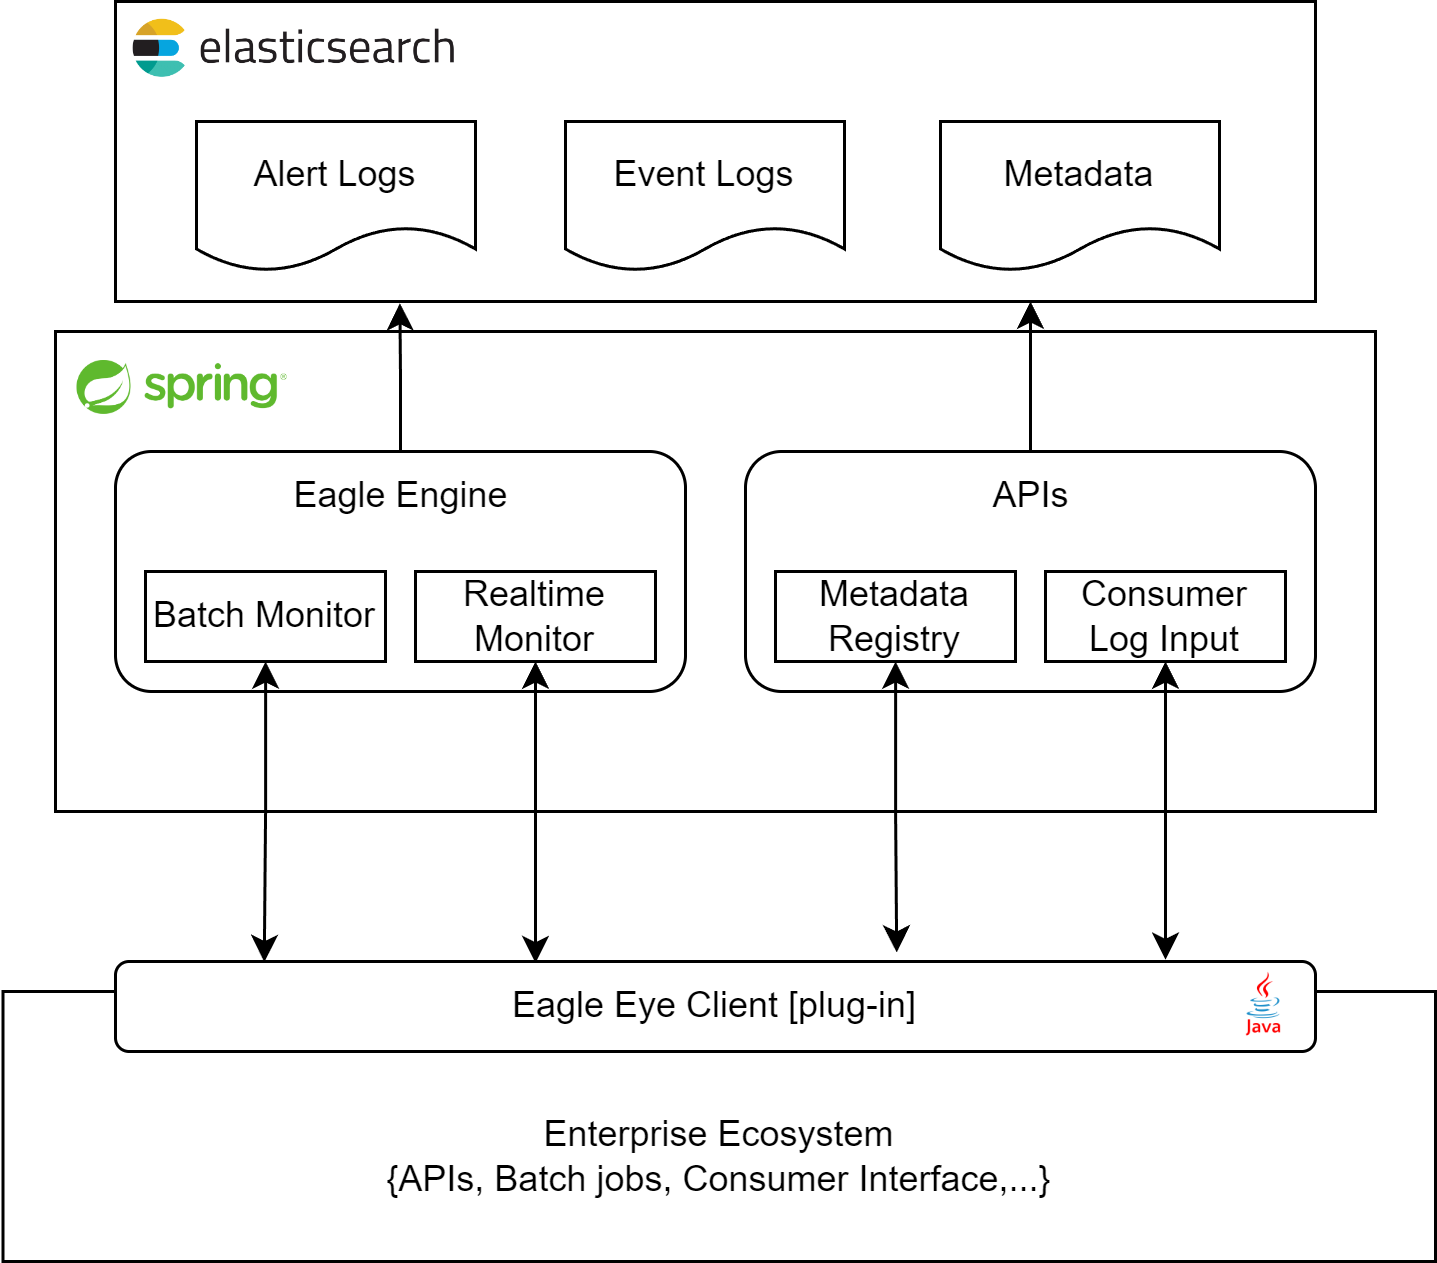 elasticsearch
Alert Logs
Event Logs
Metadata
spring®
Eagle Engine
APIs
Batch Monitor
Realtime
Monitor
Metadata
Registry
Consumer
Log Input
Eagle Eye Client [plug-in]
Java
Enterprise Ecosystem
{APIs, Batch jobs, Consumer Interface,...}